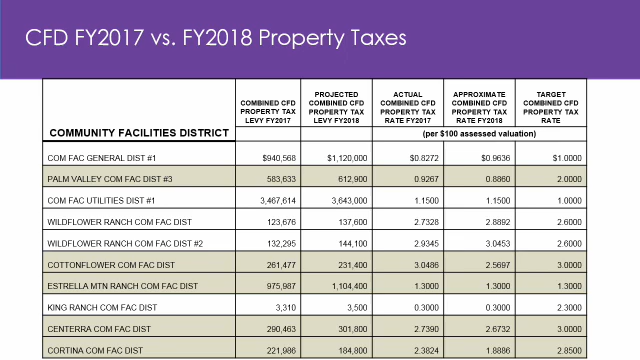 CFD FY2017 vs. FY2018 Property Taxes
COMMUNITY FACILITIES DISTRICT COMBINED CFD PROPERTY TAX LEVY FY2017 PROJECTED COMBINED CFD PROPERTY TAX LEVY FY2018 ACTUAL COMBINED CFD PROPERTY TAX RATE FY2017 APPROXIMATE COMBINED CFD PROPERTY TAX RATE FY2018 TARGET COMBINED CFD PROPERTY TAX RATE
(per $100 assessed valuation)
COM FAC GENERAL DIST #1 $940,568 $1,120,000 $0.8272 $0.9636 $1.0000
PALM VALLEY COM FAC DIST #3 583,633 612,900 0.9267 0.8860 2.0000
COM FAC UTILITIES DIST #1 3,467,614 3,643,000 1.1500 1.1500 1.0000
WILDFLOWER RANCH COM FAC DIST 123,676 137,600 2.7328 2.8892 2.6000
WILDFLOWER RANCH COM FAC DIST #2 132,295 144,100 2.9345 3.0453 2.6000
COTTONFLOWER COM FAC DIST 261,477 231,400 3.0486 2.5697 3.0000
ESTRELLA MTN RANCH COM FAC DIST 975,987 1,104,400 1.3000 1.3000 1.3000
KING RANCH COM FAC DIST 3,310 3,500 0.3000 0.3000 2.3000
CENTERRA COM FAC DIST 290,463 301,800 2.7390 2.6732 3.0000
CORTINA COM FAC DIST 221,986 184,800 2.3824 1.8886 2.8500